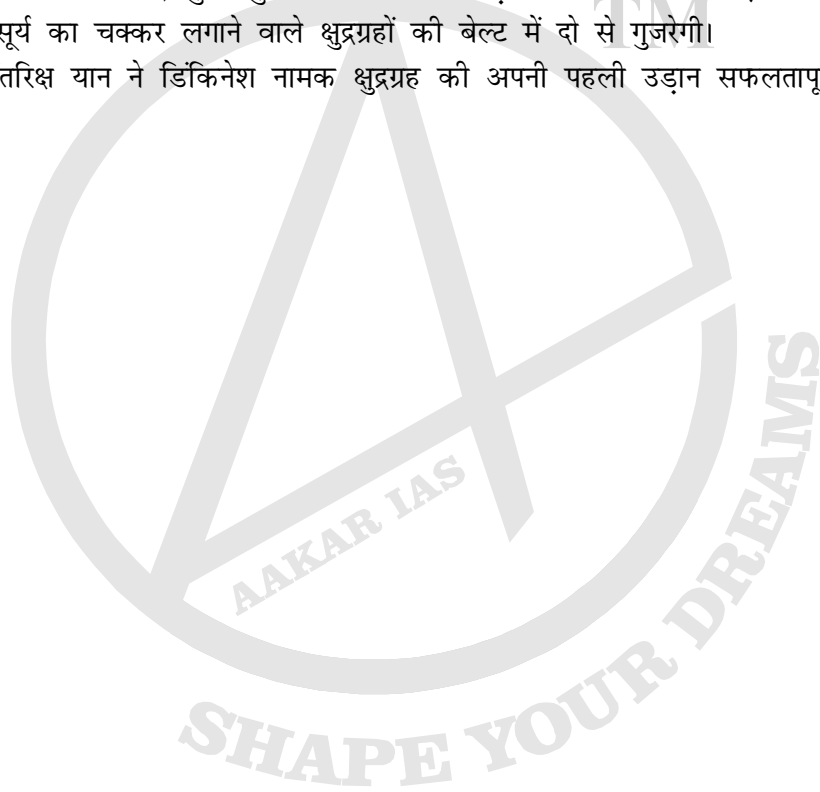 सूर्य का चक्कर लगाने वाले क्षुद्रग्रहों की बेल्ट में दो से गुजरेगी।
तरिक्ष यान ने डिंकिनेश नामक क्षुद्रग्रह की अपनी पहली उड़ान सफलतापू
TM
AAKAR IAS
SHAPE YOUR DREAMS